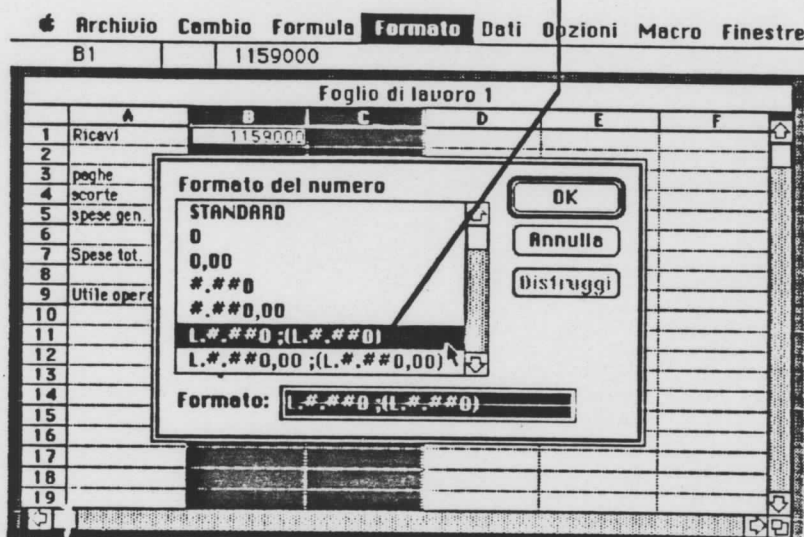 Archivio Cambio Formula Formato Dati Opzioni Macro Finestre
B1 1159000
Foglio di lavoro 1
A B C D E F
1 Ricavi 1159000
2
3 paghe
4 scorte
5 spese gen.
6
7 Spese tot.
8
9 Utile opera
10
11
12
13
14
15
16
17
18
19
Formato del numero
STANDARD
0
0,00
#.##0
#.##0,00
L.#.##0 ;(L.#.##0)
L.#.##0,00 ;(L.#.##0,00)
Formato: L.#.##0 ;(L.#.##0)
OK
Annulla
Distruggi